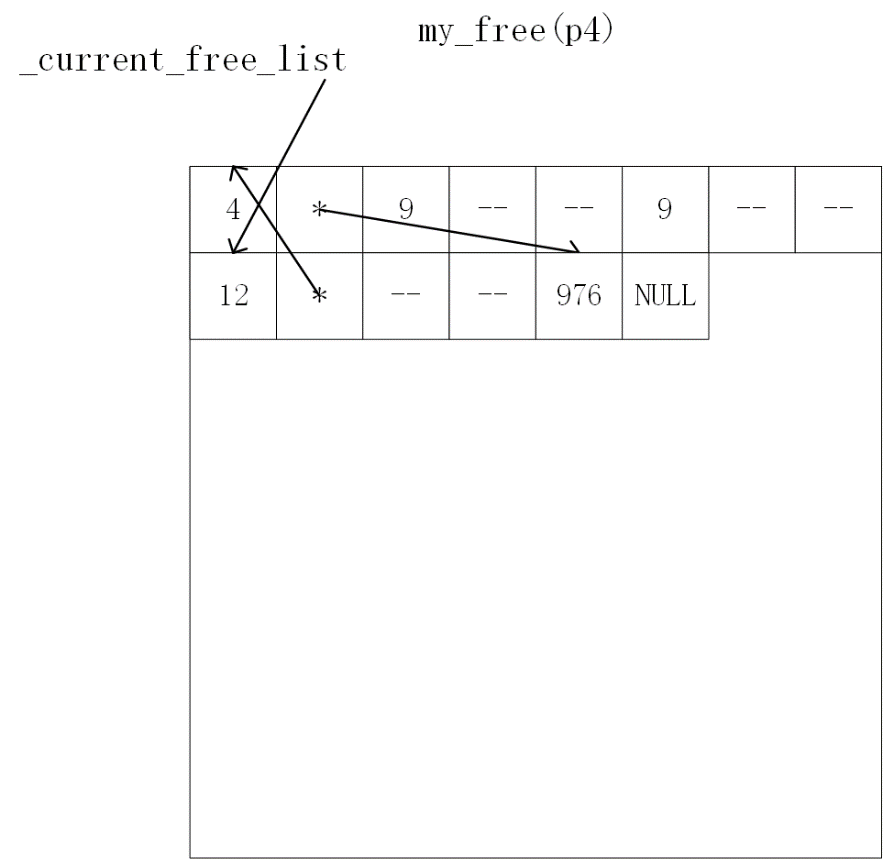 my_free(p4)
_current_free_list
4 * 9 -- -- 9 -- --
12 * -- -- 976 NULL